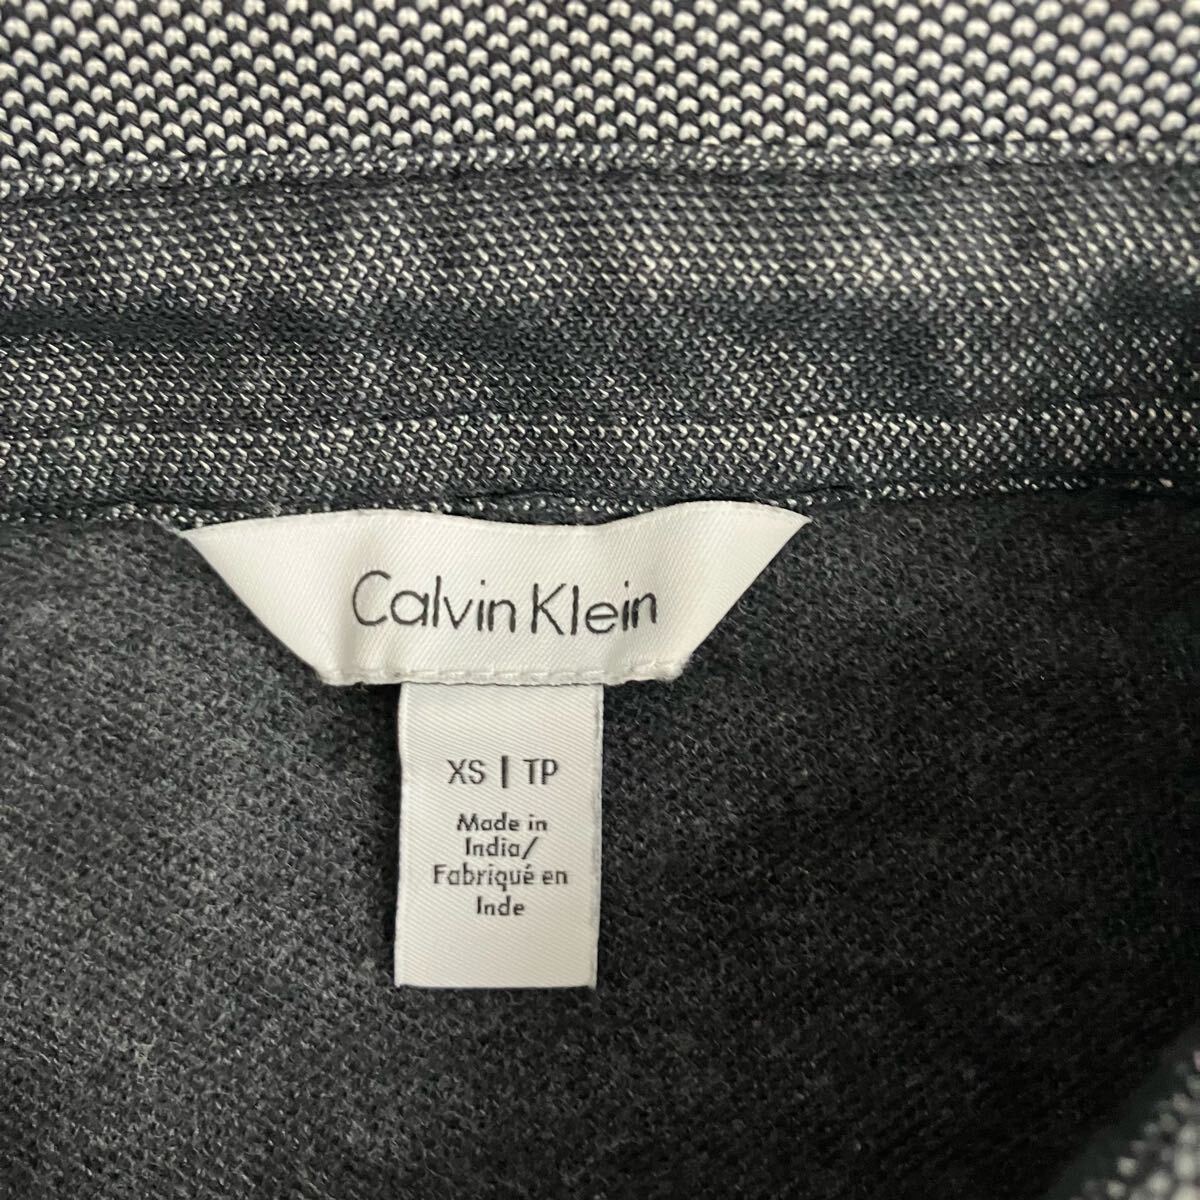 Calvin Klein
XS | TP
Made in
India/
Fabriqué en
Inde